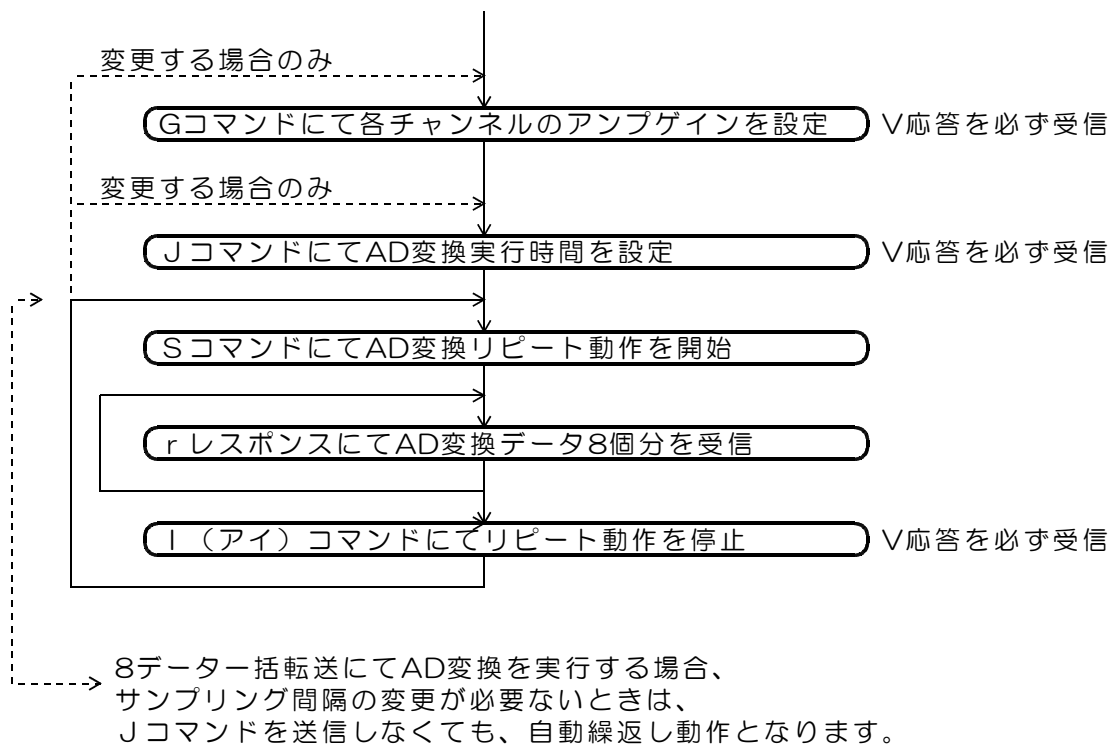 変更する場合のみ
Gコマンドにて各チャンネルのアンプゲインを設定 V応答を必ず受信
変更する場合のみ
JコマンドにてAD変換実行時間を設定 V応答を必ず受信
SコマンドにてAD変換リピート動作を開始
rレスポンスにてAD変換データ8個分を受信
I(アイ)コマンドにてリピート動作を停止 V応答を必ず受信
8データ一括転送にてAD変換を実行する場合、
サンプリング間隔の変更が必要ないときは、
Jコマンドを送信しなくても、自動繰返し動作となります。